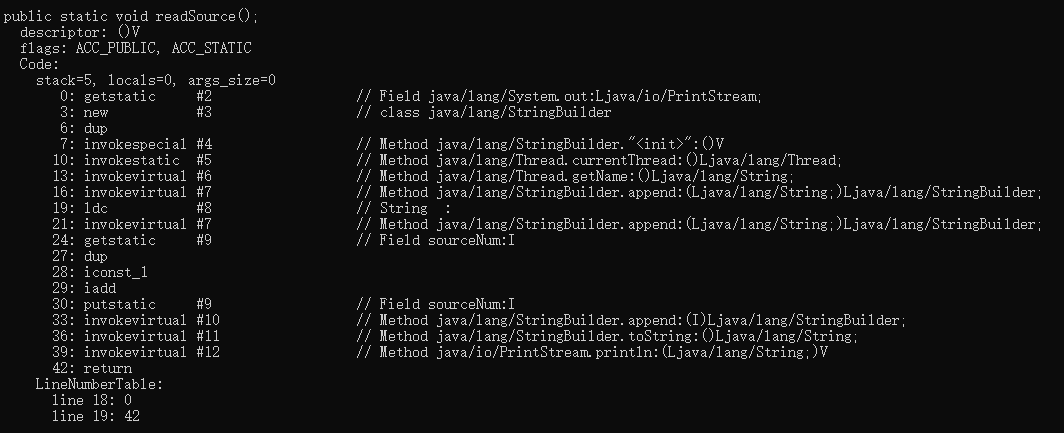 public static void readSource();
  descriptor: ()V
  flags: ACC_PUBLIC, ACC_STATIC
  Code:
    stack=5, locals=0, args_size=0
       0: getstatic     #2                  // Field java/lang/System.out:Ljava/io/PrintStream;
       3: new           #3                  // class java/lang/StringBuilder
       6: dup
       7: invokespecial #4                  // Method java/lang/StringBuilder."<init>":()V
      10: invokestatic  #5                  // Method java/lang/Thread.currentThread:()Ljava/lang/Thread;
      13: invokevirtual #6                  // Method java/lang/Thread.getName:()Ljava/lang/String;
      16: invokevirtual #7                  // Method java/lang/StringBuilder.append:(Ljava/lang/String;)Ljava/lang/StringBuilder;
      19: ldc           #8                  // String  :
      21: invokevirtual #7                  // Method java/lang/StringBuilder.append:(Ljava/lang/String;)Ljava/lang/StringBuilder;
      24: getstatic     #9                  // Field sourceNum:I
      27: dup
      28: iconst_1
      29: iadd
      30: putstatic     #9                  // Field sourceNum:I
      33: invokevirtual #10                 // Method java/lang/StringBuilder.append:(I)Ljava/lang/StringBuilder;
      36: invokevirtual #11                 // Method java/lang/StringBuilder.toString:()Ljava/lang/String;
      39: invokevirtual #12                 // Method java/io/PrintStream.println:(Ljava/lang/String;)V
      42: return
    LineNumberTable:
      line 18: 0
      line 19: 42